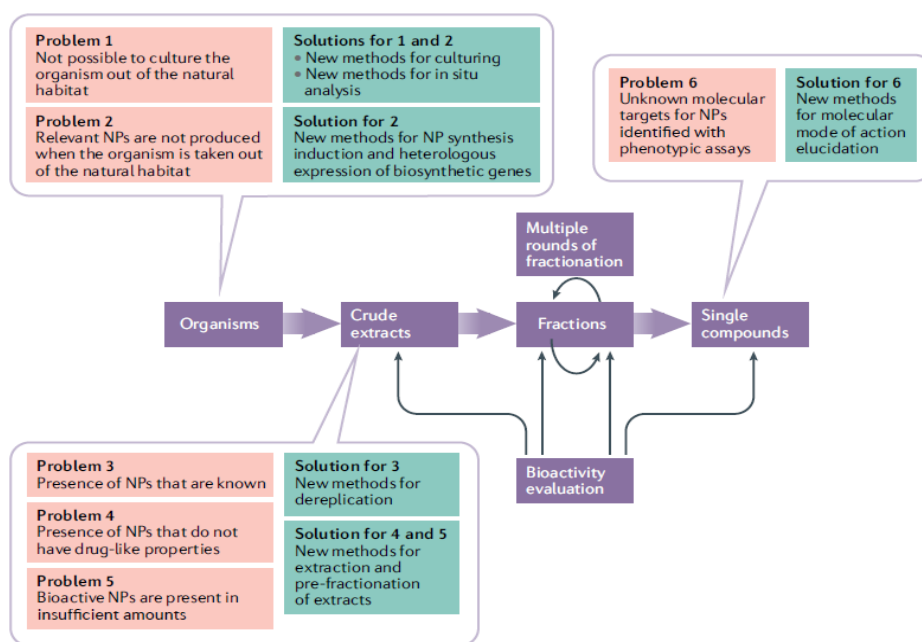 Problem 1
Not possible to culture the
organism out of the natural
habitat
Problem 2
Relevant NPs are not produced
when the organism is taken out
of the natural habitat
Solutions for 1 and 2
• New methods for culturing
• New methods for in situ
analysis
Solution for 2
New methods for NP synthesis
induction and heterologous
expression of biosynthetic genes
Problem 6
Unknown molecular
targets for NPs
identified with
phenotypic assays
Solution for 6
New methods
for molecular
mode of action
elucidation
Multiple
rounds of
fractionation
Organisms
Crude
extracts
Fractions
Single
compounds
Bioactivity
evaluation
Problem 3
Presence of NPs that are known
Problem 4
Presence of NPs that do not
have drug-like properties
Problem 5
Bioactive NPs are present in
insufficient amounts
Solution for 3
New methods for
dereplication
Solution for 4 and 5
New methods for
extraction and
pre-fractionation
of extracts